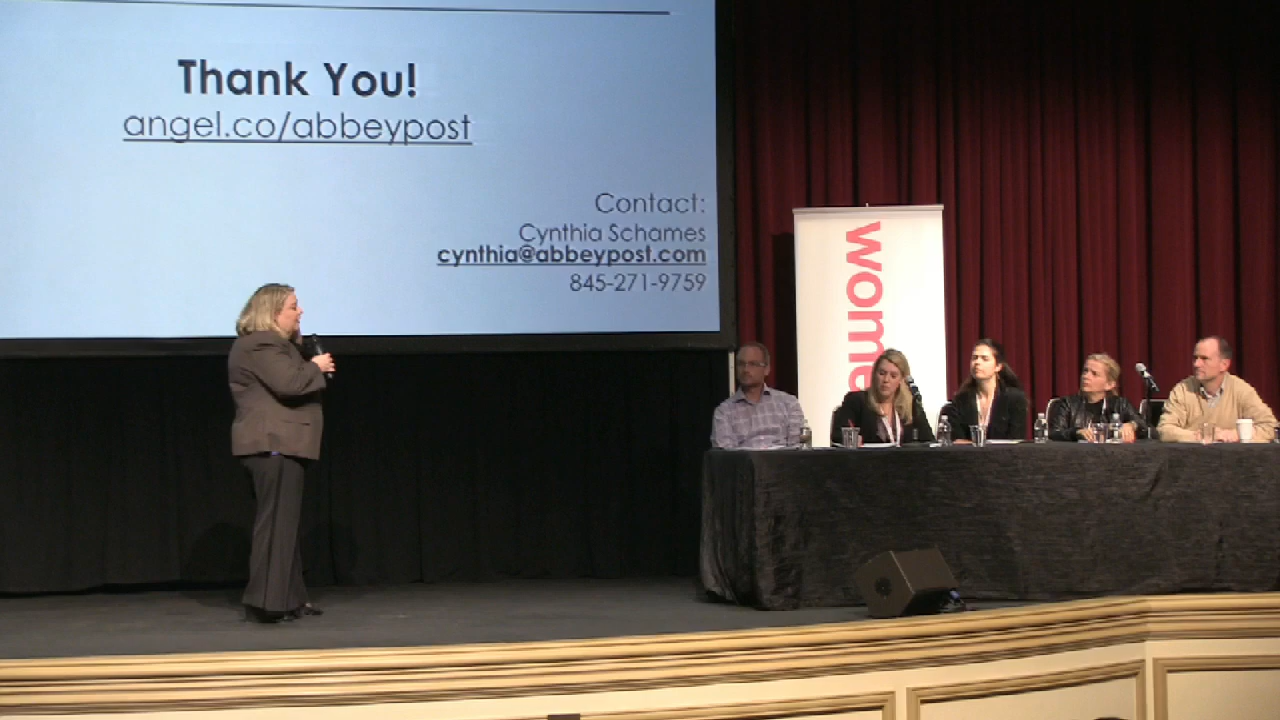 Thank You!
angel.co/abbeypost
Contact:
Cynthia Schames
cynthia@abbeypost.com
845-271-9759
wome